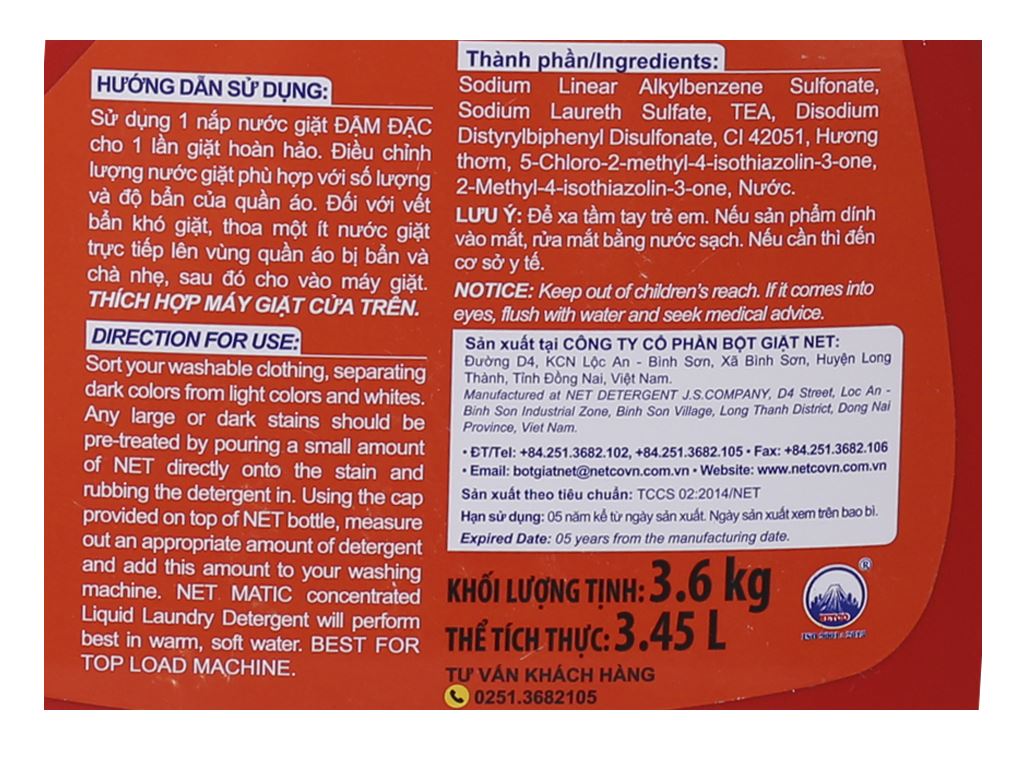 HƯỚNG DẪN SỬ DỤNG:
Sử dụng 1 nắp nước giặt ĐẬM ĐẶC
cho 1 lần giặt hoàn hảo. Điều chỉnh
lượng nước giặt phù hợp với số lượng
và độ bẩn của quần áo. Đối với vết
bẩn khó giặt, thoa một ít nước giặt
trực tiếp lên vùng quần áo bị bẩn và
chà nhẹ, sau đó cho vào máy giặt.
THÍCH HỢP MÁY GIẶT CỬA TRÊN.
DIRECTION FOR USE:
Sort your washable clothing, separating
dark colors from light colors and whites.
Any large or dark stains should be
pre-treated by pouring a small amount
of NET directly onto the stain and
rubbing the detergent in. Using the cap
provided on top of NET bottle, measure
out an appropriate amount of detergent
and add this amount to your washing
machine. NET MATIC concentrated
Liquid Laundry Detergent will perform
best in warm, soft water. BEST FOR
TOP LOAD MACHINE.
Thành phần/Ingredients:
Sodium Linear Alkylbenzene Sulfonate,
Sodium Laureth Sulfate, TEA, Disodium
Distyrylbiphenyl Disulfonate, CI 42051, Hương
thơm, 5-Chloro-2-methyl-4-isothiazolin-3-one,
2-Methyl-4-isothiazolin-3-one, Nước.
LƯU Ý: Để xa tầm tay trẻ em. Nếu sản phẩm dính
vào mắt, rửa mắt bằng nước sạch. Nếu cần thì đến
cơ sở y tế.
NOTICE: Keep out of children's reach. If it comes into
eyes, flush with water and seek medical advice.
Sản xuất tại CÔNG TY CỔ PHẦN BỘT GIẶT NET:
Đường D4, KCN Lộc An - Bình Sơn, Xã Bình Sơn, Huyện Long
Thành, Tỉnh Đồng Nai, Việt Nam.
Manufactured at NET DETERGENT J.S.COMPANY, D4 Street, Loc An -
Binh Son Industrial Zone, Binh Son Village, Long Thanh District, Dong Nai
Province, Viet Nam.
• ĐT/Tel: +84.251.3682.102, +84.251.3682.105 • Fax: +84.251.3682.106
• Email: botgiatnet@netcovn.com.vn • Website: www.netcovn.com.vn
Sản xuất theo tiêu chuẩn: TCCS 02:2014/NET
Hạn sử dụng: 05 năm kể từ ngày sản xuất. Ngày sản xuất xem trên bao bì.
Expired Date: 05 years from the manufacturing date.
KHỐI LƯỢNG TỊNH: 3.6 kg
THỂ TÍCH THỰC: 3.45 L
®
NETCO
ISO 9001:2015
TƯ VẤN KHÁCH HÀNG
0251.3682105